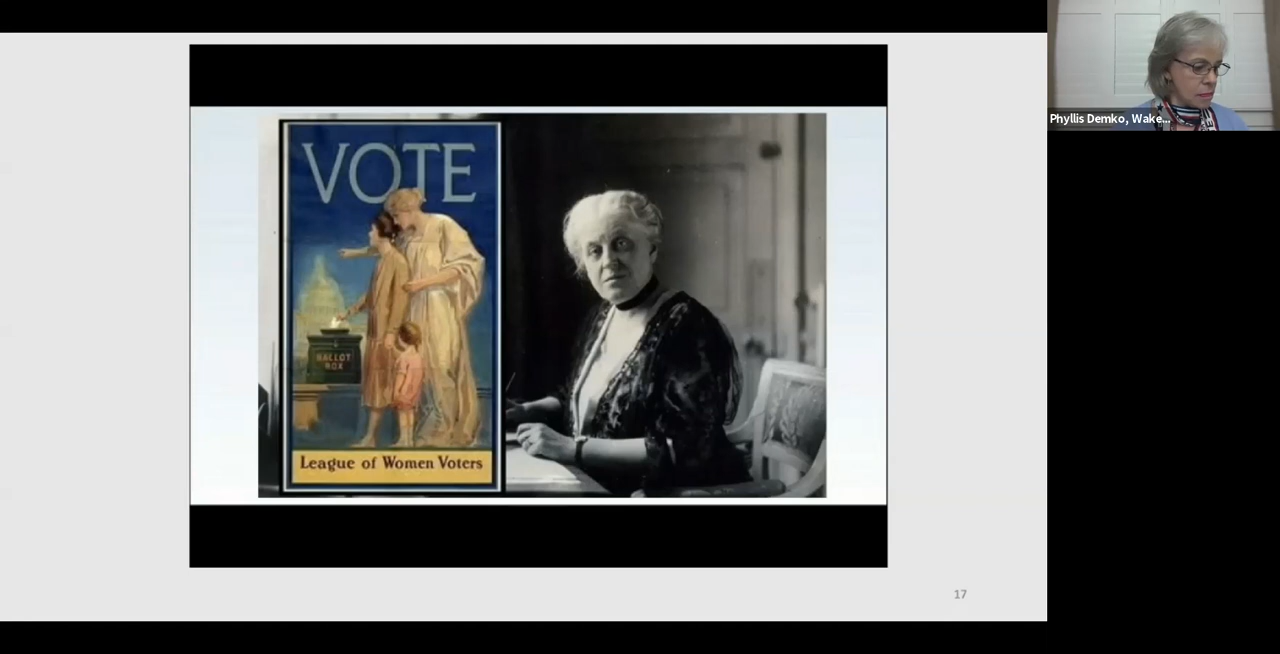 VOTE
BALLOT
BOX
League of Women Voters
17
Phyllis Demko, Wake...